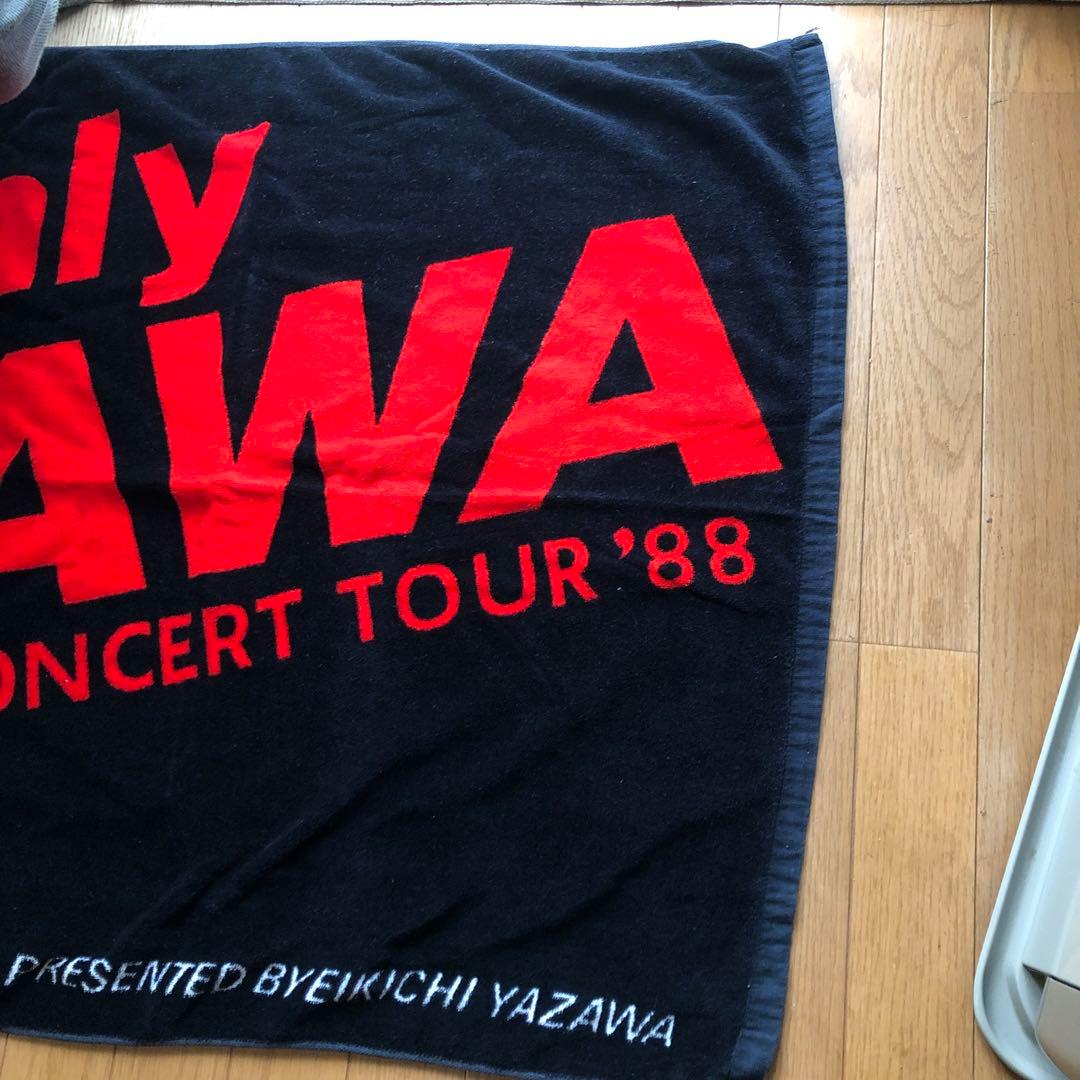 nly
AWA
ONCERT TOUR '88
PRESENTED BYEIKICHI YAZAWA